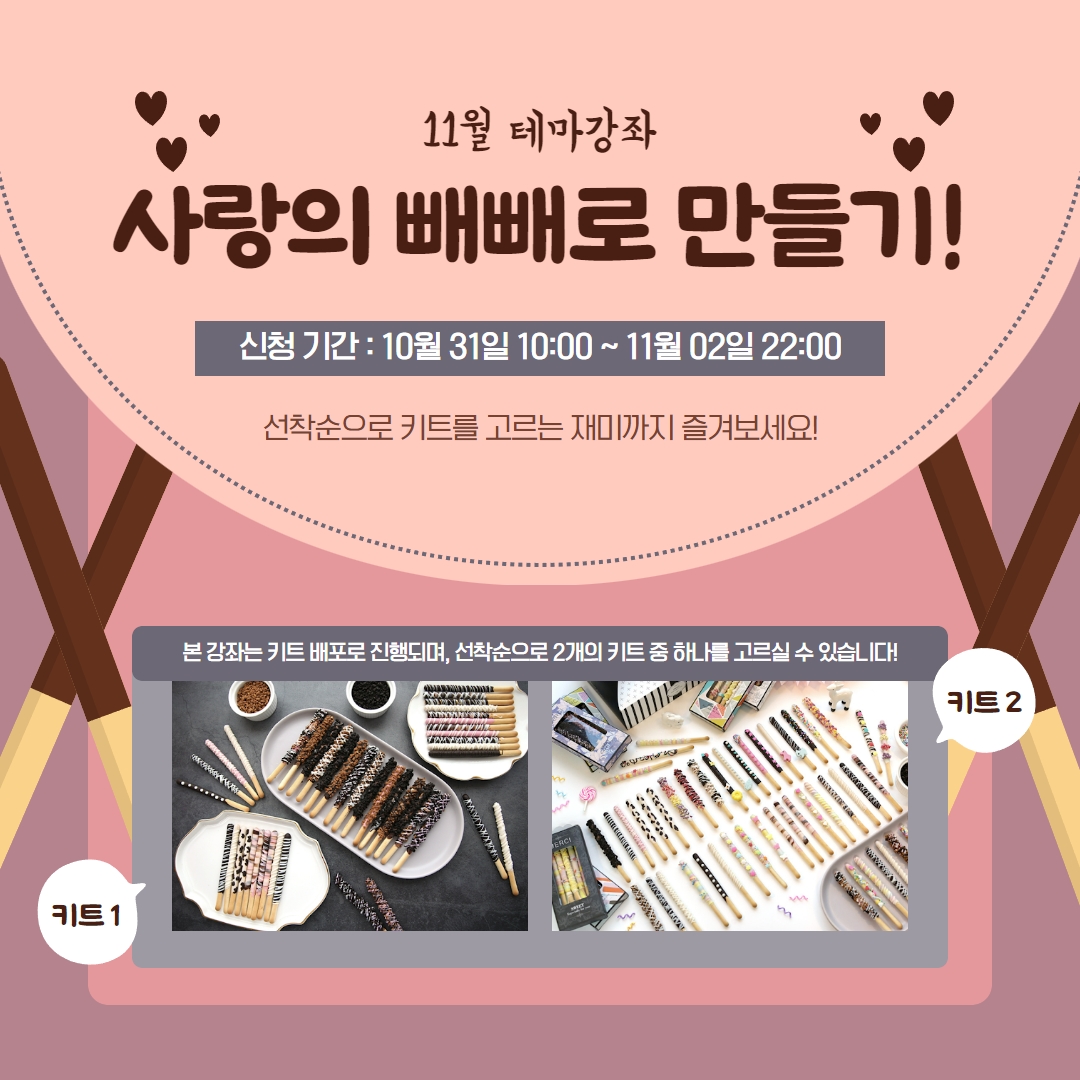 11월 테마강좌
사랑의 빼빼로 만들기!
신청 기간 : 10월 31일 10:00 ~ 11월 02일 22:00
선착순으로 키트를 고르는 재미까지 즐겨보세요!
본 강좌는 키트 배포로 진행되며, 선착순으로 2개의 키트 중 하나를 고르실 수 있습니다!
키트 2
키트 1